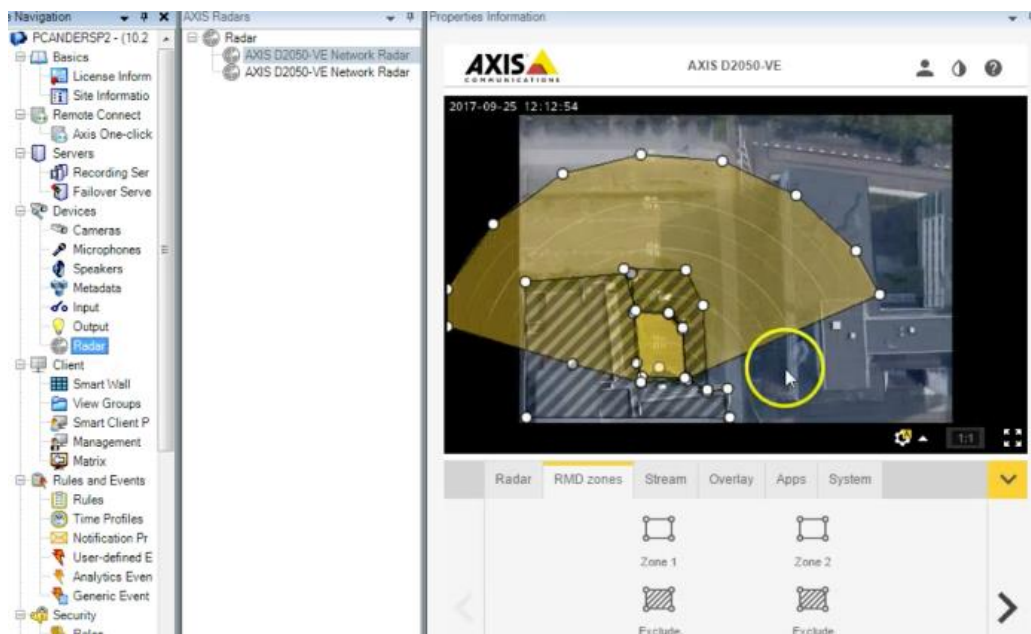 Navigation
PCANDERSP2 - (10.2
Basics
License Inform
Site Informatio
Remote Connect
Axis One-click
Servers
Recording Ser
Failover Serve
Devices
Cameras
Microphones
Speakers
Metadata
Input
Output
Radar
Client
Smart Wall
View Groups
Smart Client P
Management
Matrix
Rules and Events
Rules
Time Profiles
Notification Pr
User-defined E
Analytics Even
Generic Event
Security
Roles
AXIS Radars
Radar
AXIS D2050-VE Network Radar
AXIS D2050-VE Network Radar
Properties Information
AXIS
COMMUNICATIONS
AXIS D2050-VE
2017-09-25 12:12:54
1:1
Radar RMD zones Stream Overlay Apps System
Zone 1 Zone 2
Exclude Exclude